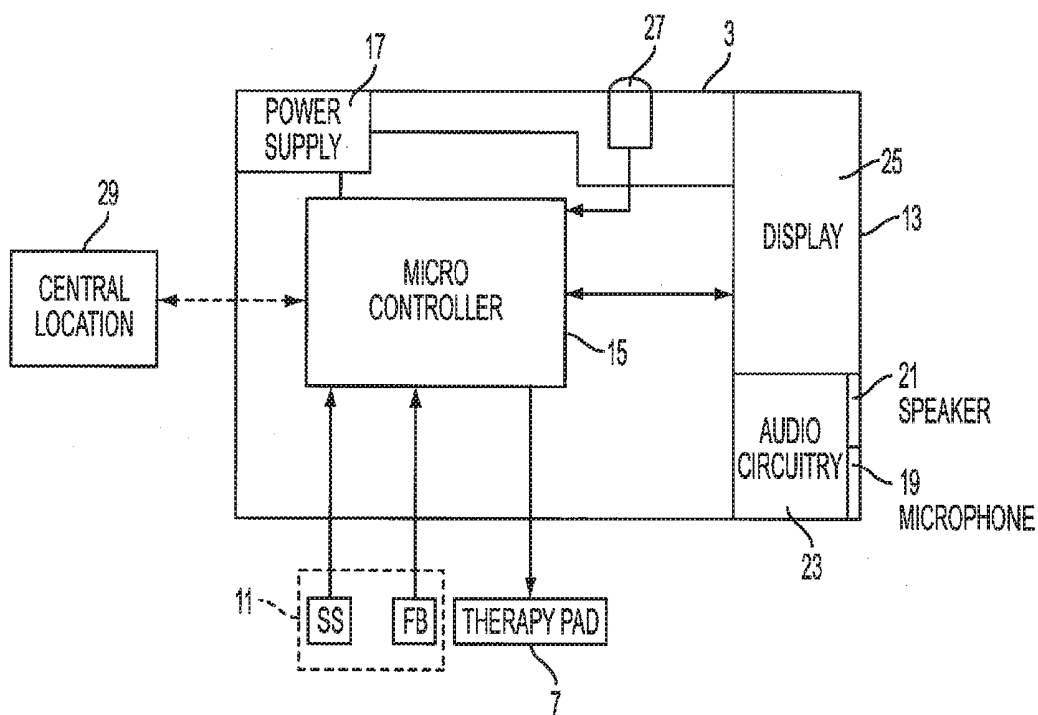 17
27
3
POWER
SUPPLY
25
29
DISPLAY
13
CENTRAL
LOCATION
MICRO
CONTROLLER
15
21
SPEAKER
AUDIO
CIRCUITRY
19
MICROPHONE
23
11
SS
FB
THERAPY PAD
7